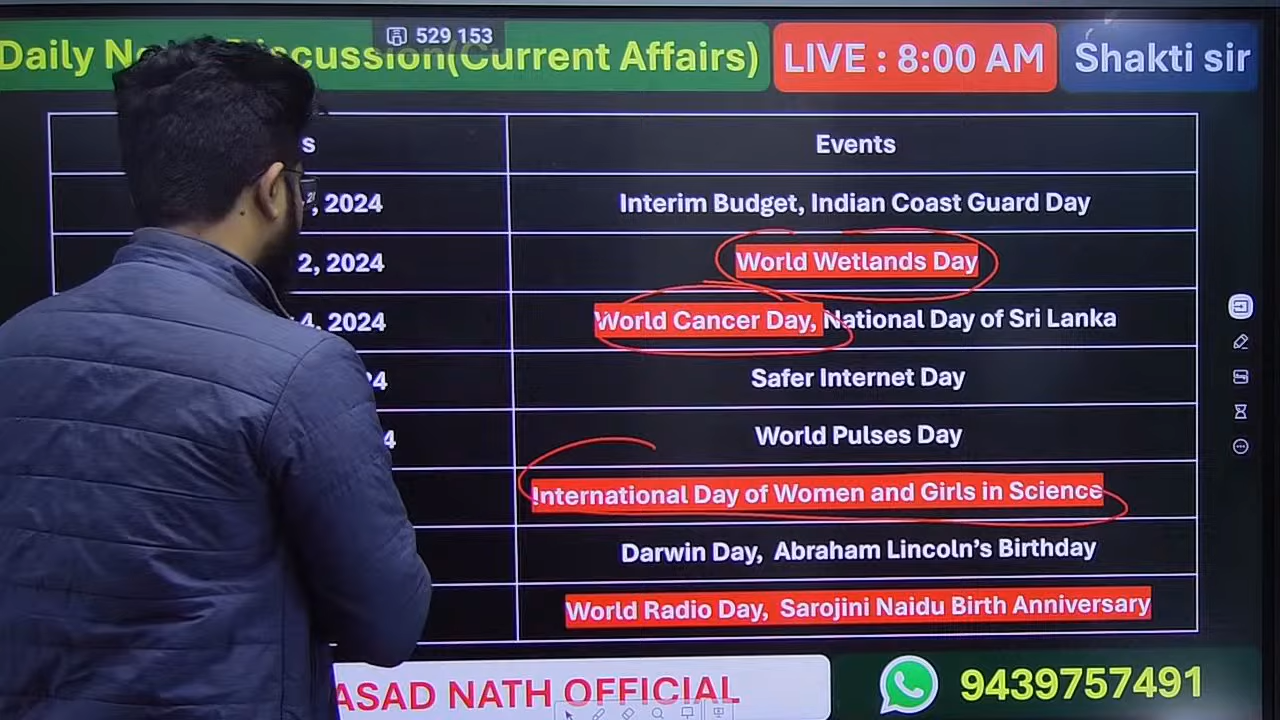 529 153
Daily N Discussion(Current Affairs) LIVE : 8:00 AM Shakti sir
s Events
, 2024 Interim Budget, Indian Coast Guard Day
2, 2024 World Wetlands Day
4, 2024 World Cancer Day, National Day of Sri Lanka
4 Safer Internet Day
4 World Pulses Day
International Day of Women and Girls in Science
Darwin Day, Abraham Lincoln's Birthday
World Radio Day, Sarojini Naidu Birth Anniversary
ASAD NATH OFFICIAL 9439757491